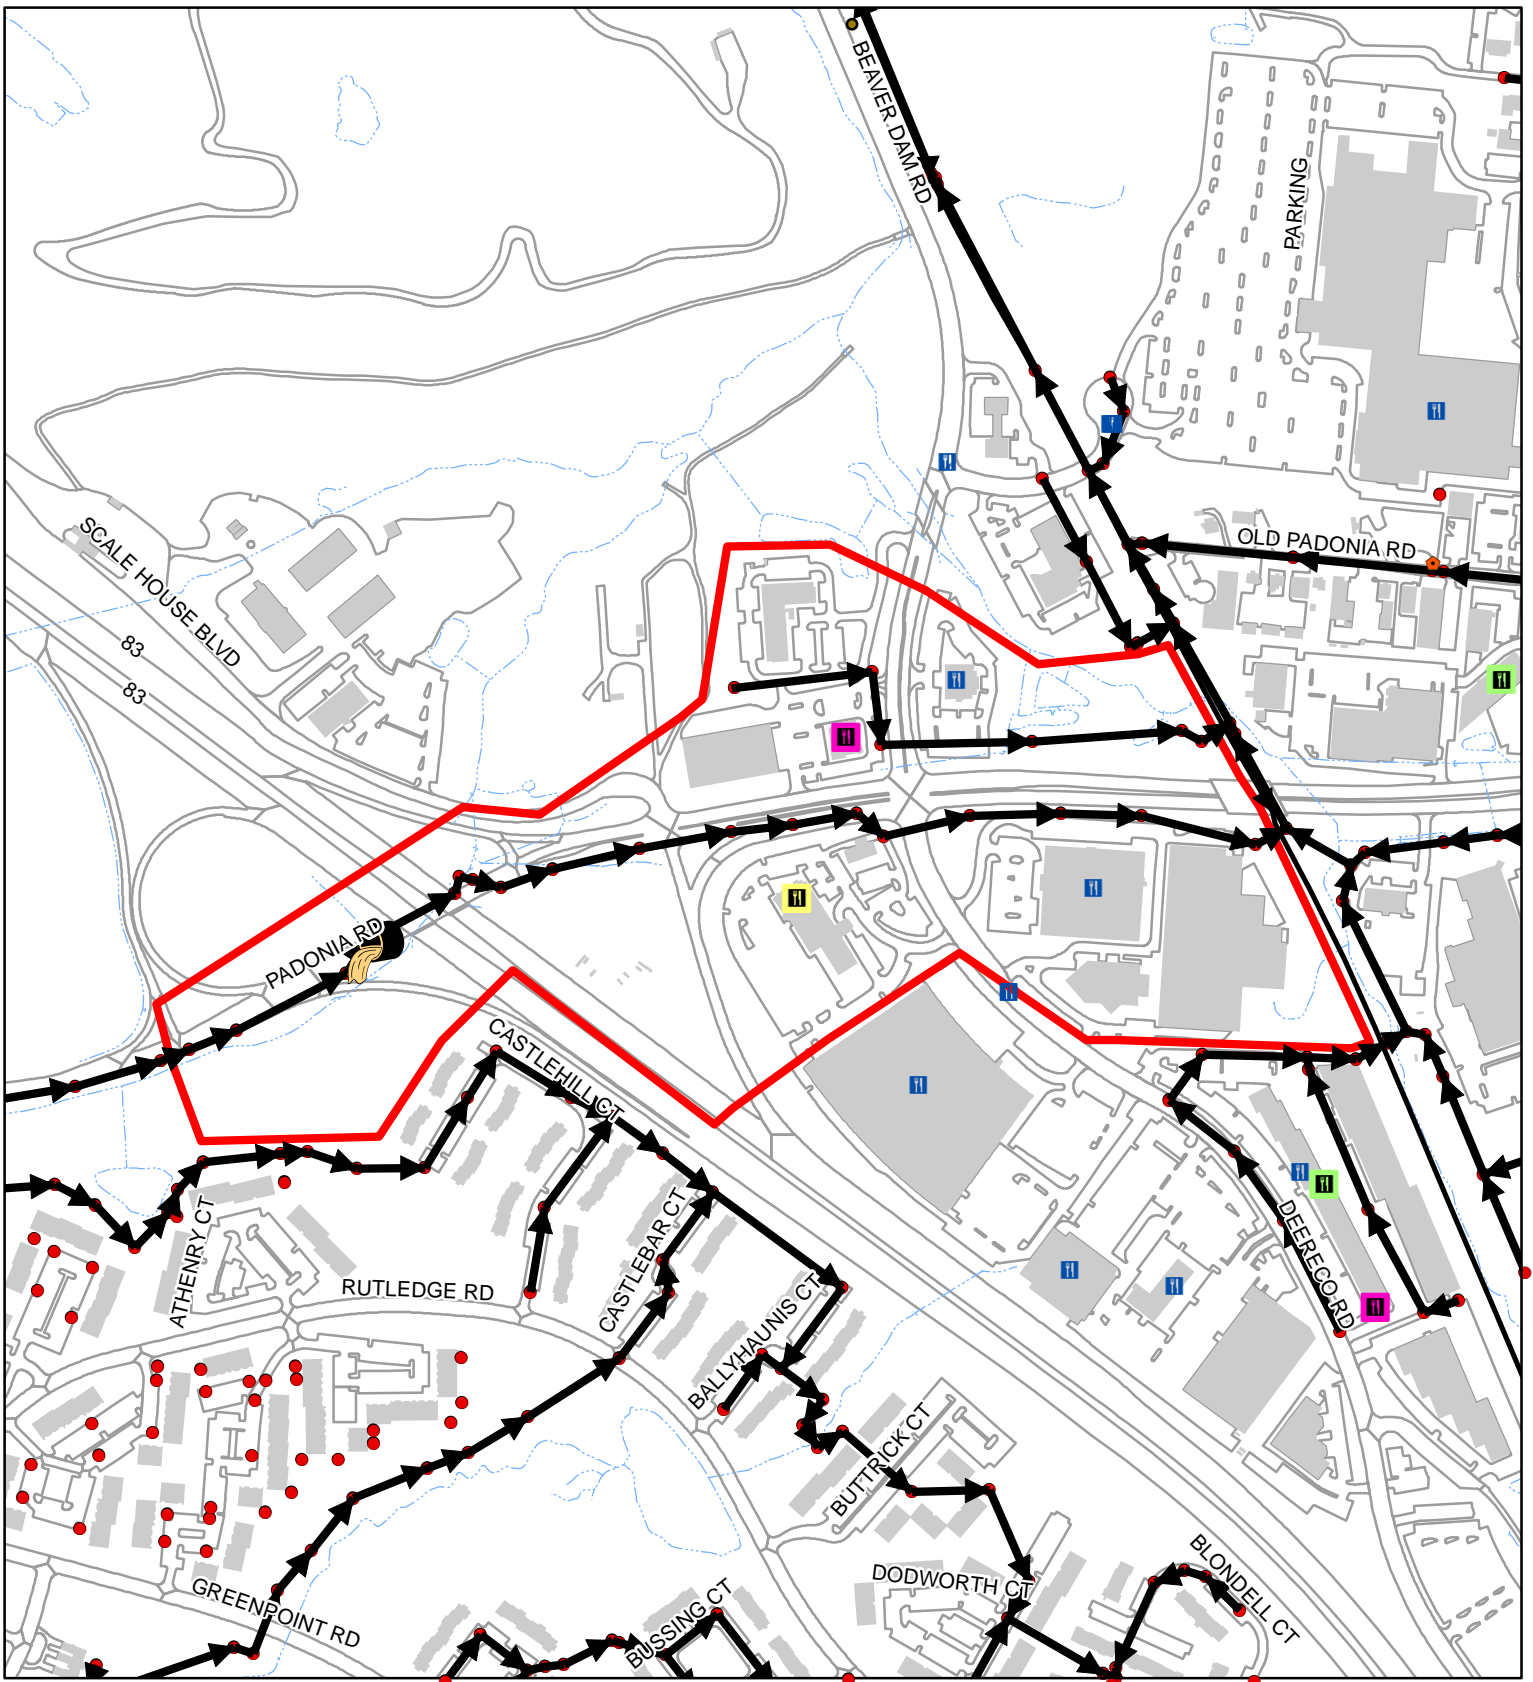 BEAVER DAM RD
PARKING
OLD PADONIA RD
SCALE HOUSE BLVD
83
83
PADONIA RD
CASTLEHILL CT
ATHENRY CT
RUTLEDGE RD
CASTLEBAR CT
DEERECO RD
BALLYHAUNIS CT
BUTTRICK CT
BLONDELL CT
DODWORTH CT
GREENPOINT RD
BUSSING CT